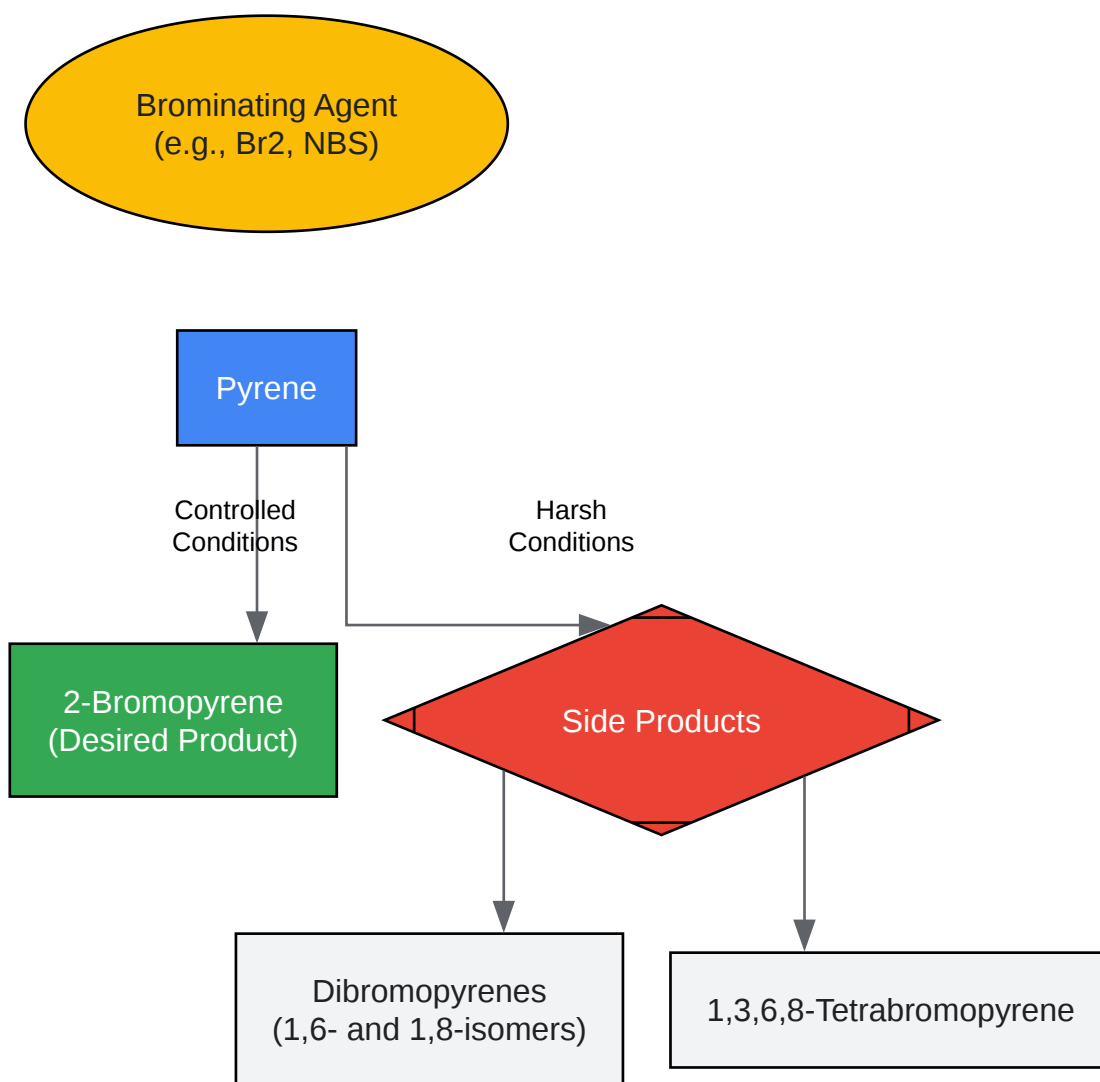 Brominating Agent
(e.g., Br2, NBS)
Pyrene
Controlled
Conditions
Harsh
Conditions
2-Bromopyrene
(Desired Product)
Side Products
Dibromopyrenes
(1,6- and 1,8-isomers)
1,3,6,8-Tetrabromopyrene